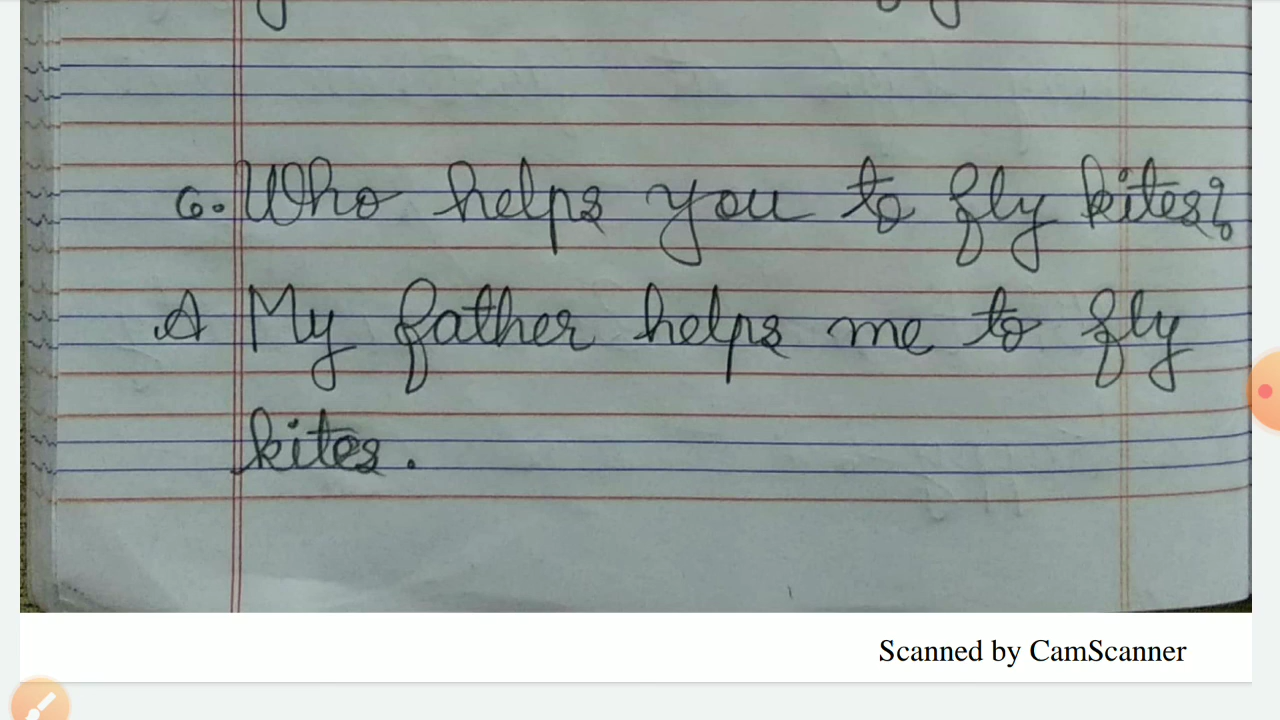 6. Who helps you to fly kites?
A My father helps me to fly
kites.
Scanned by CamScanner